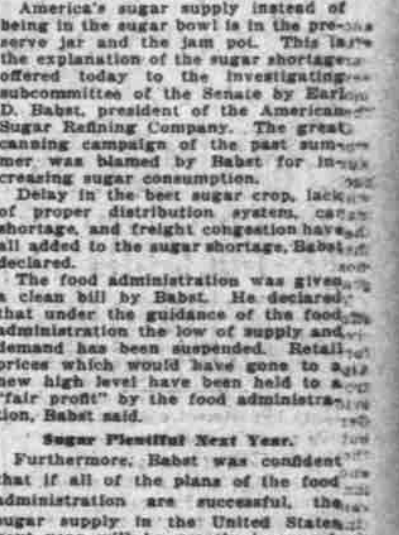 America's sugar supply instead of
being in the sugar bowl is in the pre-
serve jar and the jam pot. This is
the explanation of the sugar shortage
offered today to the investigating
subcommittee of the Senate by Earl
D. Babst, president of the American
Sugar Refining Company. The great
canning campaign of the past sum-
mer was blamed by Babst for in-
creasing sugar consumption.
Delay in the beet sugar crop, lack
of proper distribution system, car
shortage, and freight congestion have
all added to the sugar shortage, Babst
declared.
The food administration was given
a clean bill by Babst. He declared
that under the guidance of the food
administration the low of supply and
demand has been suspended. Retail
prices which would have gone to a
new high level have been held to a
"fair profit" by the food administra-
tion, Babst said.
Sugar Plentiful Next Year.
Furthermore, Babst was confident
that if all of the plans of the food
administration are successful, the
sugar supply in the United States